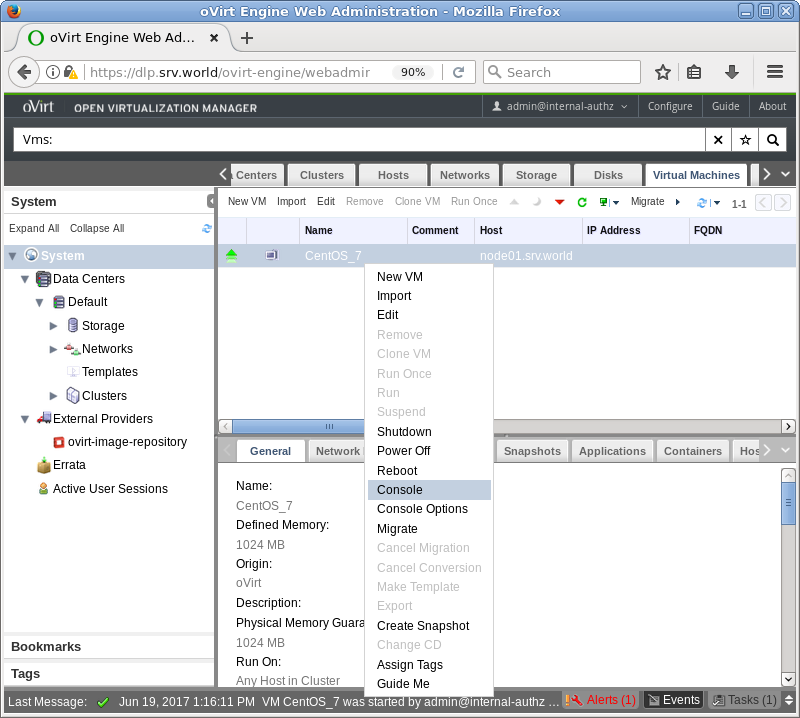 oVirt Engine Web Administration - Mozilla Firefox
oVirt Engine Web Ad...
https://dlp.srv.world/ovirt-engine/webadmir
90%
Search
oVirt OPEN VIRTUALIZATION MANAGER
admin@internal-authz
Configure
Guide
About
Vms:
Centers
Clusters
Hosts
Networks
Storage
Disks
Virtual Machines
System
Expand All Collapse All
System
Data Centers
Default
Storage
Networks
Templates
Clusters
External Providers
ovirt-image-repository
Errata
Active User Sessions
Bookmarks
Tags
New VM Import Edit Remove Clone VM Run Once Migrate 1-1
Name Comment Host IP Address FQDN
CentOS_7 node01.srv.world
New VM
Import
Edit
Remove
Clone VM
Run Once
Run
Suspend
Shutdown
Power Off
Reboot
Console
Console Options
Migrate
Cancel Migration
Cancel Conversion
Make Template
Export
Create Snapshot
Change CD
Assign Tags
Guide Me
General
Network
Snapshots
Applications
Containers
Hos
Name:
CentOS_7
Defined Memory:
1024 MB
Origin:
oVirt
Description:
Physical Memory Guara
1024 MB
Run On:
Any Host in Cluster
Last Message: Jun 19, 2017 1:16:11 PM VM CentOS_7 was started by admin@internal-authz ...
Alerts (1)
Events
Tasks (1)